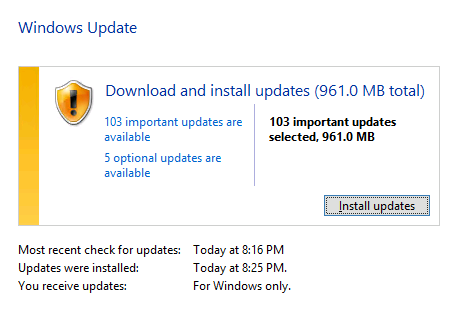 Windows Update
Download and install updates (961.0 MB total)
103 important updates are
available
5 optional updates are
available
103 important updates
selected, 961.0 MB
Install updates
Most recent check for updates: Today at 8:16 PM
Updates were installed: Today at 8:25 PM.
You receive updates: For Windows only.